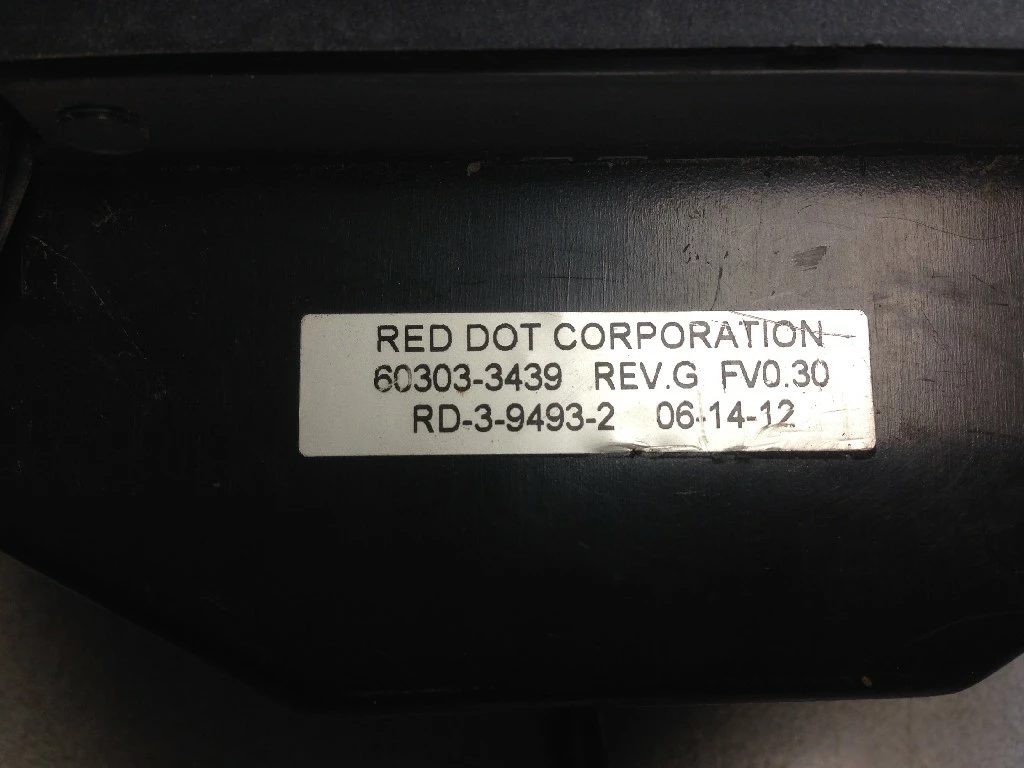 RED DOT CORPORATION
60303-3439 REV.G FV0.30
RD-3-9493-2 06-14-12